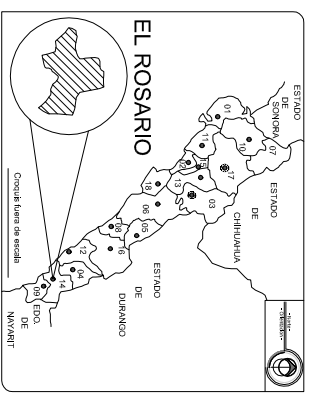 EL ROSARIO
ESTADO
DE
SONORA
ESTADO
DE
CHIHUAHUA
ESTADO
DE
DURANGO
EDO.
DE
NAYARIT
01
07
10
11
17
02
13
03
18
06
05
08
16
12
04
14
09
Croquis fuera de escala